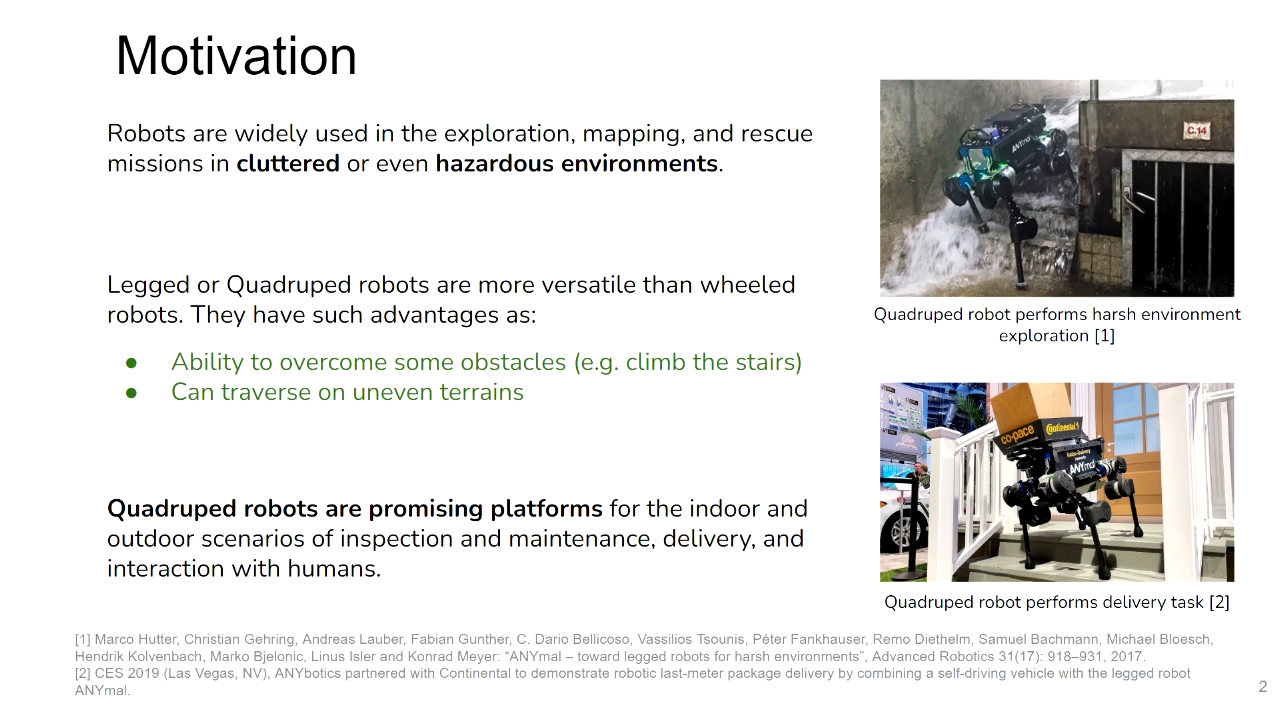 Motivation
Robots are widely used in the exploration, mapping, and rescue
missions in cluttered or even hazardous environments.
Legged or Quadruped robots are more versatile than wheeled
robots. They have such advantages as:
● Ability to overcome some obstacles (e.g. climb the stairs)
● Can traverse on uneven terrains
Quadruped robots are promising platforms for the indoor and
outdoor scenarios of inspection and maintenance, delivery, and
interaction with humans.
C.14
ANYmal
Quadruped robot performs harsh environment
exploration [1]
co-pace
Continental
ANYmal
Quadruped robot performs delivery task [2]
[1] Marco Hutter, Christian Gehring, Andreas Lauber, Fabian Gunther, C. Dario Bellicoso, Vassilios Tsounis, Péter Fankhauser, Remo Diethelm, Samuel Bachmann, Michael Bloesch,
Hendrik Kolvenbach, Marko Bjelonic, Linus Isler and Konrad Meyer: “ANYmal – toward legged robots for harsh environments”, Advanced Robotics 31(17): 918–931, 2017.
[2] CES 2019 (Las Vegas, NV), ANYbotics partnered with Continental to demonstrate robotic last-meter package delivery by combining a self-driving vehicle with the legged robot
ANYmal.
2